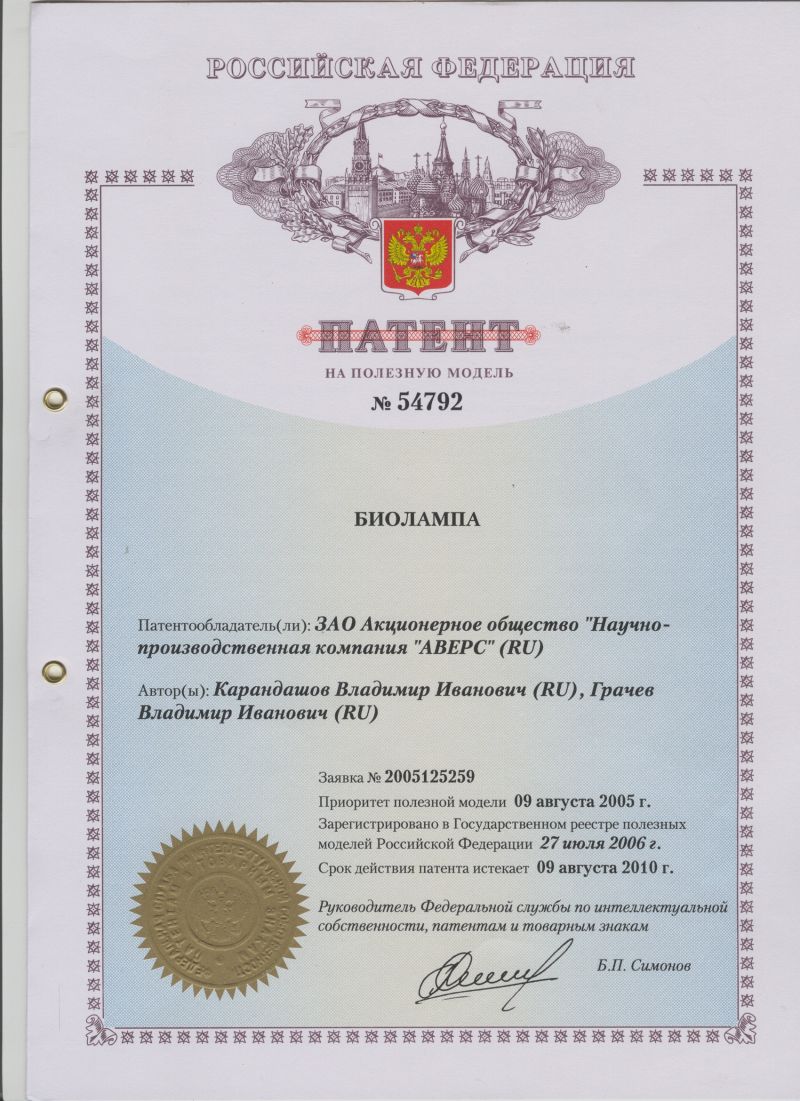 РОССИЙСКАЯ ФЕДЕРАЦИЯ
ПАТЕНТ
НА ПОЛЕЗНУЮ МОДЕЛЬ
№ 54792
БИОЛАМПА
Патентообладатель(ли): ЗАО Акционерное общество "Научно-
производственная компания "АВЕРС" (RU)
Автор(ы): Карандашов Владимир Иванович (RU), Грачев
Владимир Иванович (RU)
Заявка № 2005125259
Приоритет полезной модели 09 августа 2005 г.
Зарегистрировано в Государственном реестре полезных
моделей Российской Федерации 27 июля 2006 г.
Срок действия патента истекает 09 августа 2010 г.
Руководитель Федеральной службы по интеллектуальной
собственности, патентам и товарным знакам
Б.П. Симонов